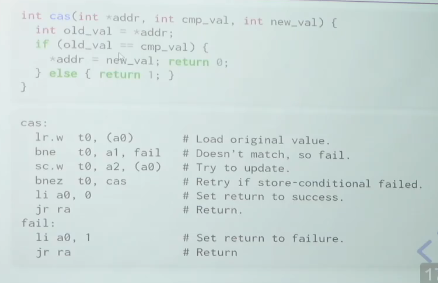 int cas(int *addr, int cmp_val, int new_val) {
  int old_val = *addr;
  if (old_val == cmp_val) {
    *addr = new_val; return 0;
  } else { return 1; }
}
cas:
  lr.w  t0, (a0)       # Load original value.
  bne   t0, a1, fail   # Doesn't match, so fail.
  sc.w  t0, a2, (a0)   # Try to update.
  bnez  t0, cas        # Retry if store-conditional failed.
  li a0, 0             # Set return to success.
  jr ra                # Return.
fail:
  li a0, 1             # Set return to failure.
  jr ra                # Return